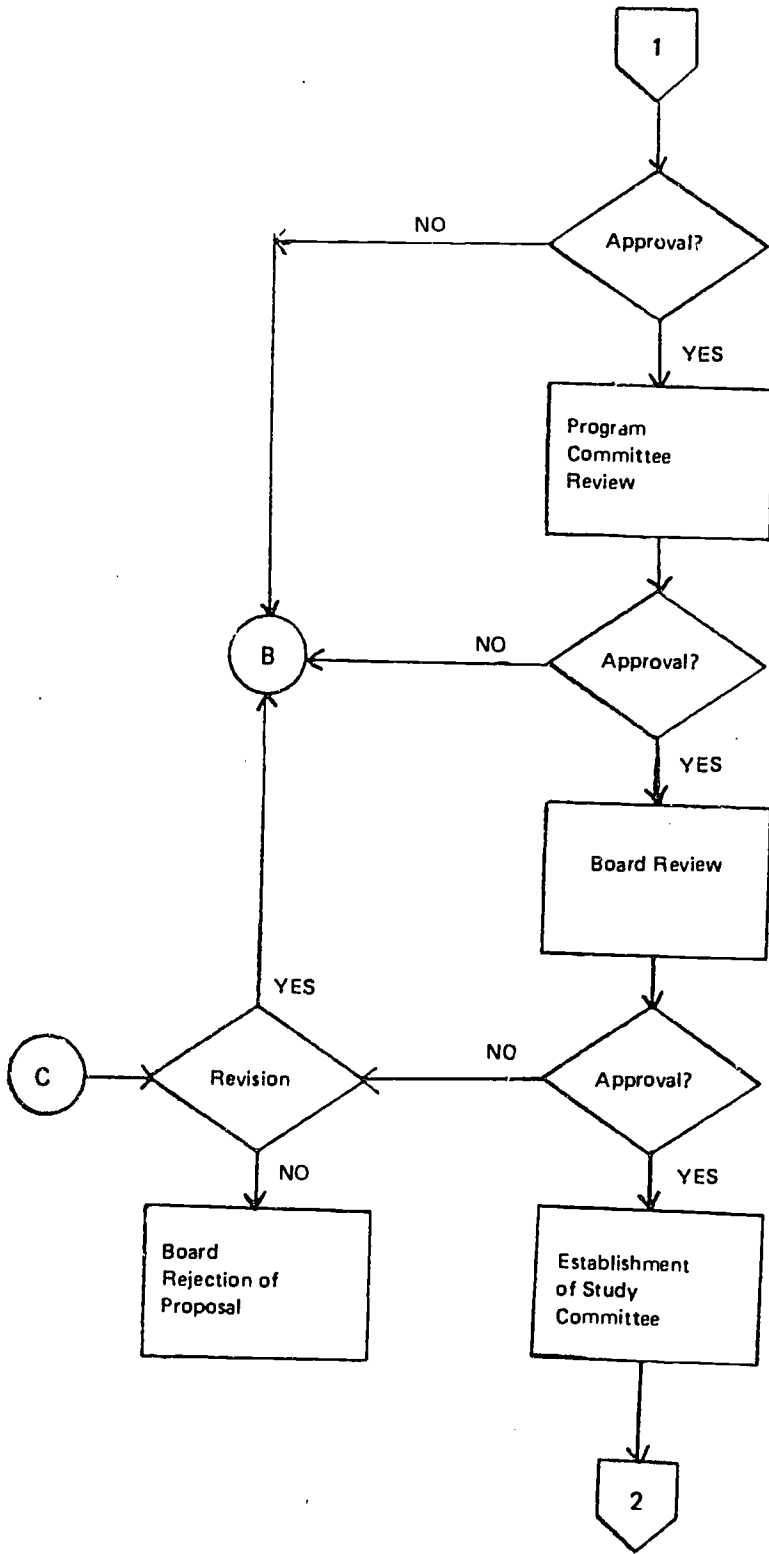 1
NO
Approval?
YES
Program
Committee
Review
B
NO
Approval?
YES
Board Review
YES
C
Revision
NO
Approval?
NO
YES
Board
Rejection of
Proposal
Establishment
of Study
Committee
2